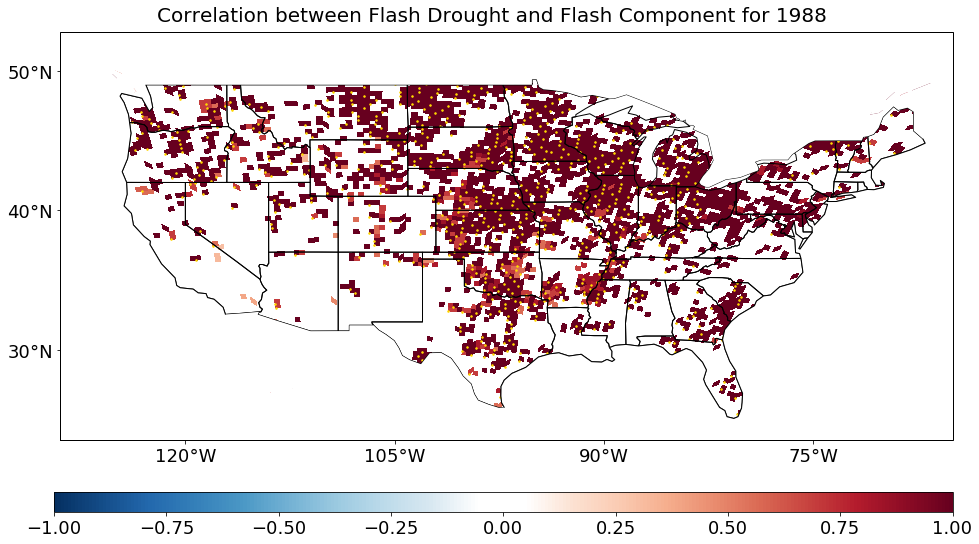 Correlation between Flash Drought and Flash Component for 1988
50°N
40°N
30°N
120°W 105°W 90°W 75°W
−1.00 −0.75 −0.50 −0.25 0.00 0.25 0.50 0.75 1.00